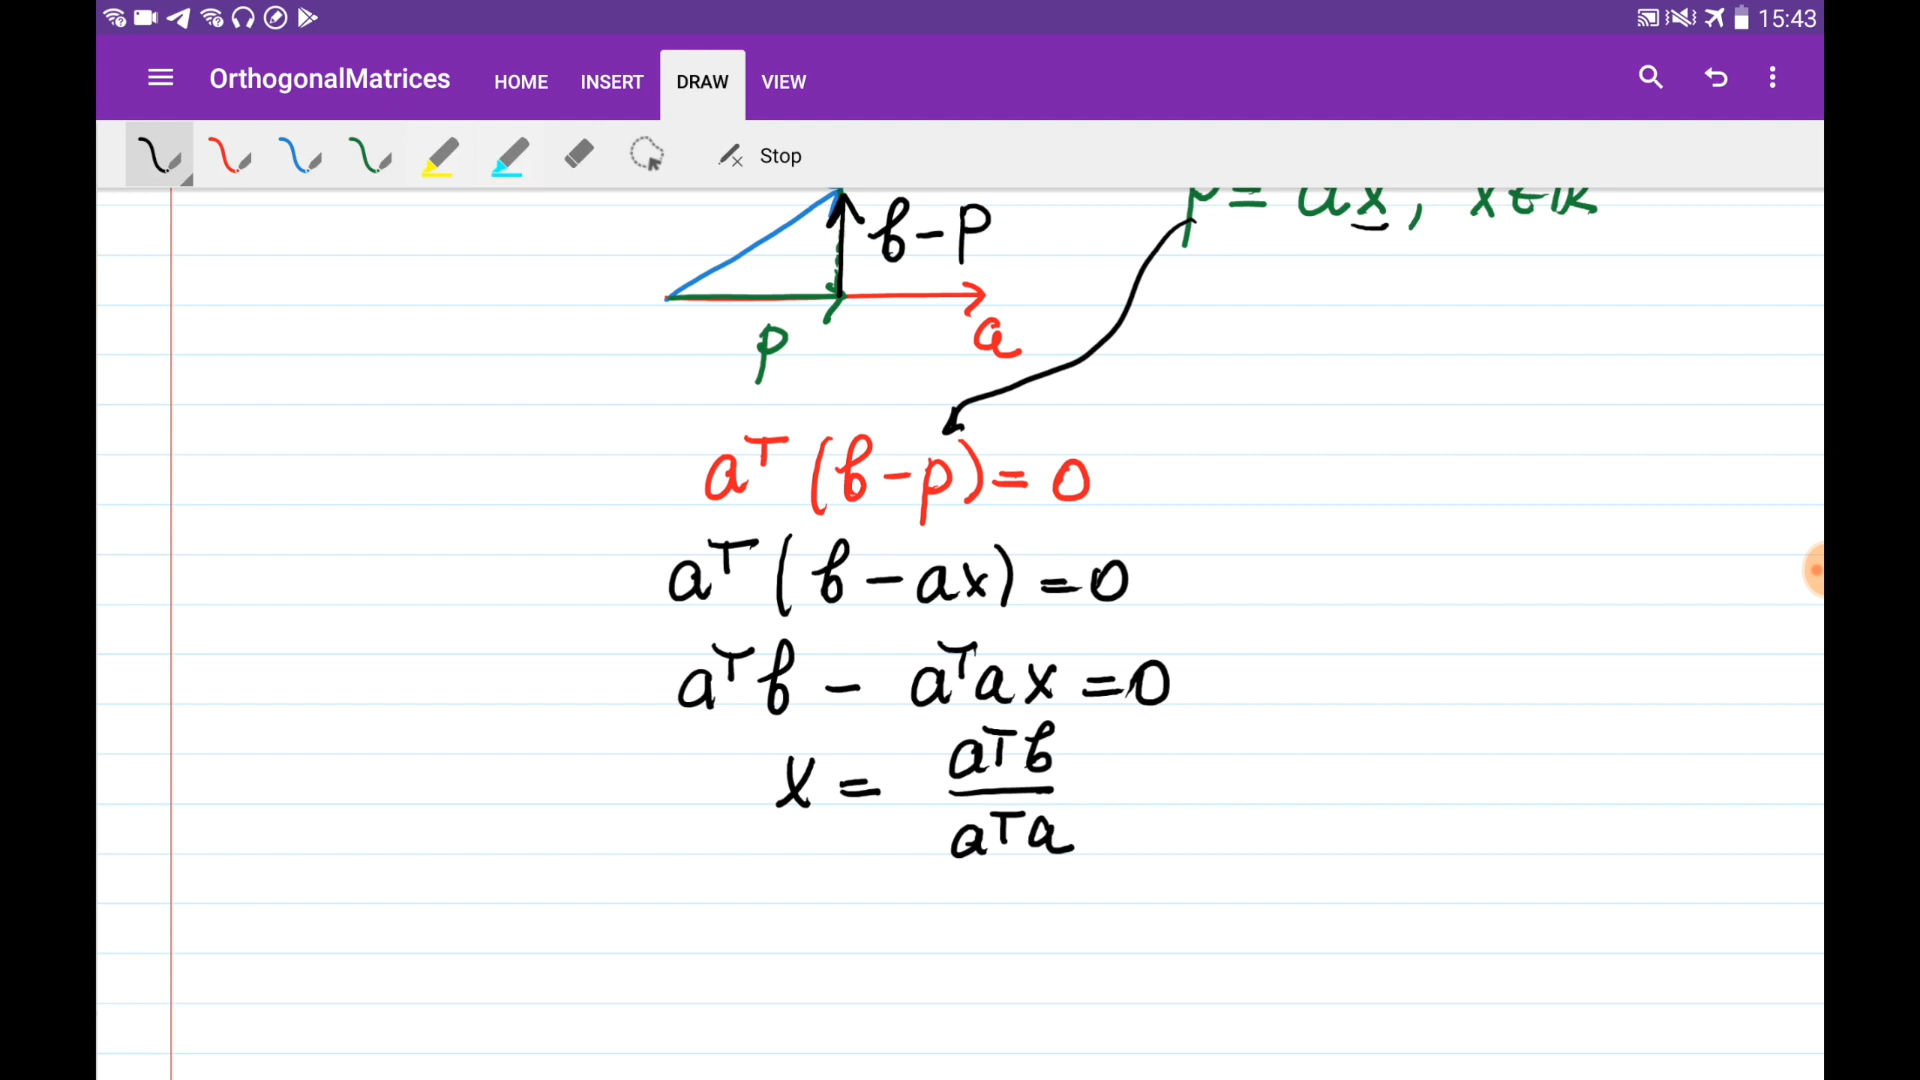 15:43
OrthogonalMatrices HOME INSERT DRAW VIEW
Stop
p = ax, x∈ℝ
b-p
a
p
aᵀ(b-p)=0
aᵀ(b-ax)=0
aᵀb - aᵀax=0
x = aᵀb / aᵀa